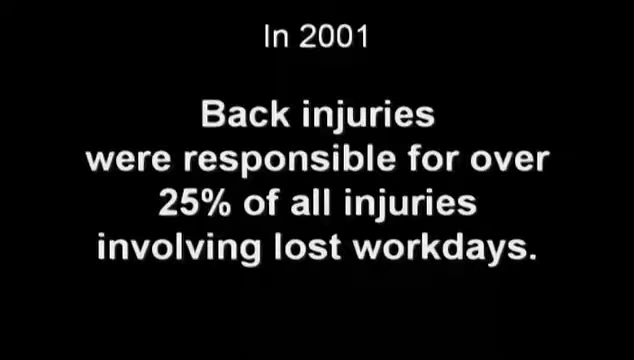 In 2001
Back injuries
were responsible for over
25% of all injuries
involving lost workdays.